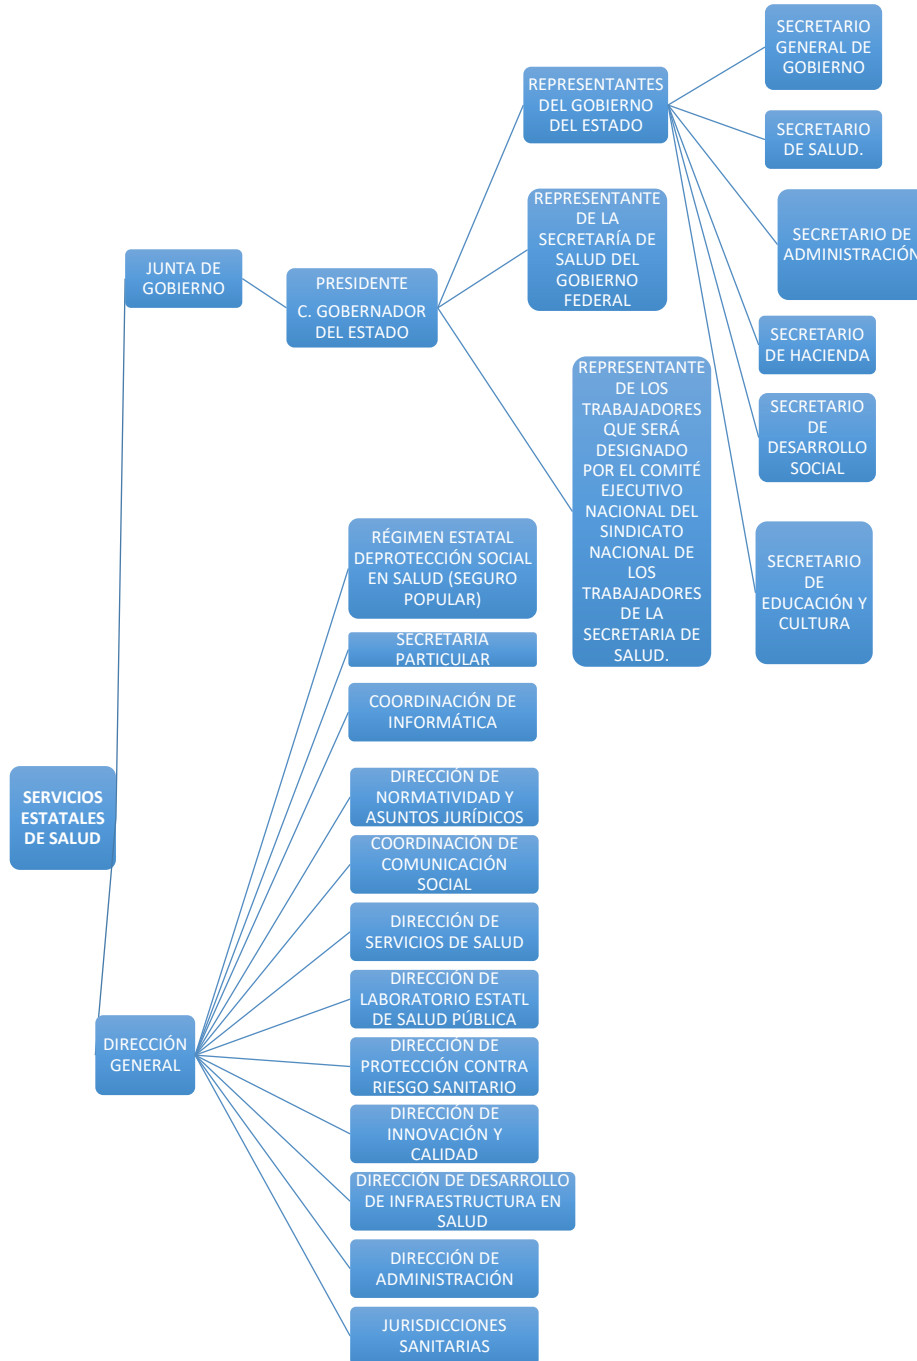 SERVICIOS
ESTATALES
DE SALUD
JUNTA DE
GOBIERNO
PRESIDENTE
C. GOBERNADOR
DEL ESTADO
REPRESENTANTES
DEL GOBIERNO
DEL ESTADO
SECRETARIO
GENERAL DE
GOBIERNO
SECRETARIO
DE SALUD.
SECRETARIO DE
ADMINISTRACIÓN
SECRETARIO
DE HACIENDA
SECRETARIO
DE
DESARROLLO
SOCIAL
SECRETARIO
DE
EDUCACIÓN Y
CULTURA
REPRESENTANTE
DE LA
SECRETARÍA DE
SALUD DEL
GOBIERNO
FEDERAL
REPRESENTANTE
DE LOS
TRABAJADORES
QUE SERÁ
DESIGNADO
POR EL COMITÉ
EJECUTIVO
NACIONAL DEL
SINDICATO
NACIONAL DE
LOS
TRABAJADORES
DE LA
SECRETARIA DE
SALUD.
DIRECCIÓN
GENERAL
RÉGIMEN ESTATAL
DEPROTECCIÓN SOCIAL
EN SALUD (SEGURO
POPULAR)
SECRETARIA
PARTICULAR
COORDINACIÓN DE
INFORMÁTICA
DIRECCIÓN DE
NORMATIVIDAD Y
ASUNTOS JURÍDICOS
COORDINACIÓN DE
COMUNICACIÓN
SOCIAL
DIRECCIÓN DE
SERVICIOS DE SALUD
DIRECCIÓN DE
LABORATORIO ESTATL
DE SALUD PÚBLICA
DIRECCIÓN DE
PROTECCIÓN CONTRA
RIESGO SANITARIO
DIRECCIÓN DE
INNOVACIÓN Y
CALIDAD
DIRECCIÓN DE DESARROLLO
DE INFRAESTRUCTURA EN
SALUD
DIRECCIÓN DE
ADMINISTRACIÓN
JURISDICCIONES
SANITARIAS